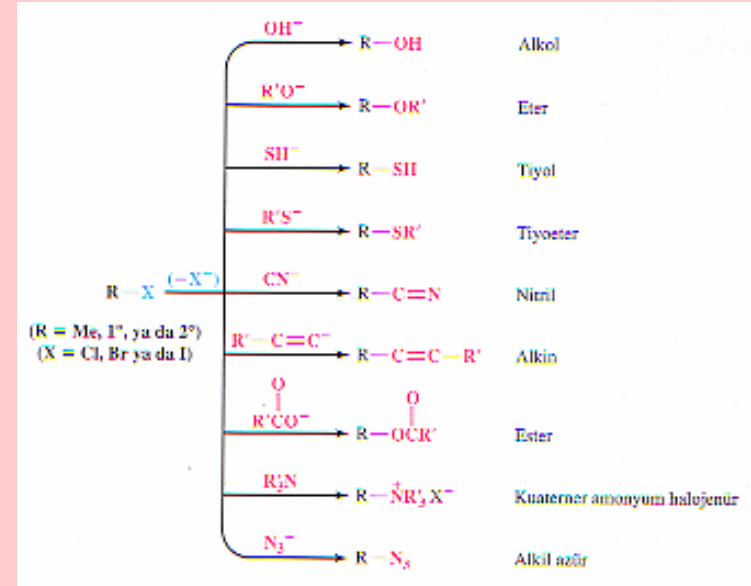 OH⁻ R—OH Alkol
R'O⁻ R—OR' Eter
SH⁻ R—SH Tiyol
R'S⁻ R—SR' Tiyoeter
R—X (−X⁻) CN⁻ R—C≡N Nitril
(R = Me, 1°, ya da 2°)
(X = Cl, Br ya da I)
R'—C≡C⁻ R—C≡C—R' Alkin
O O
R'CO⁻ R—OCR' Ester
R'₃N R—N⁺R'₃ X⁻ Kuaterner amonyum halojenür
N₃⁻ R—N₃ Alkil azür